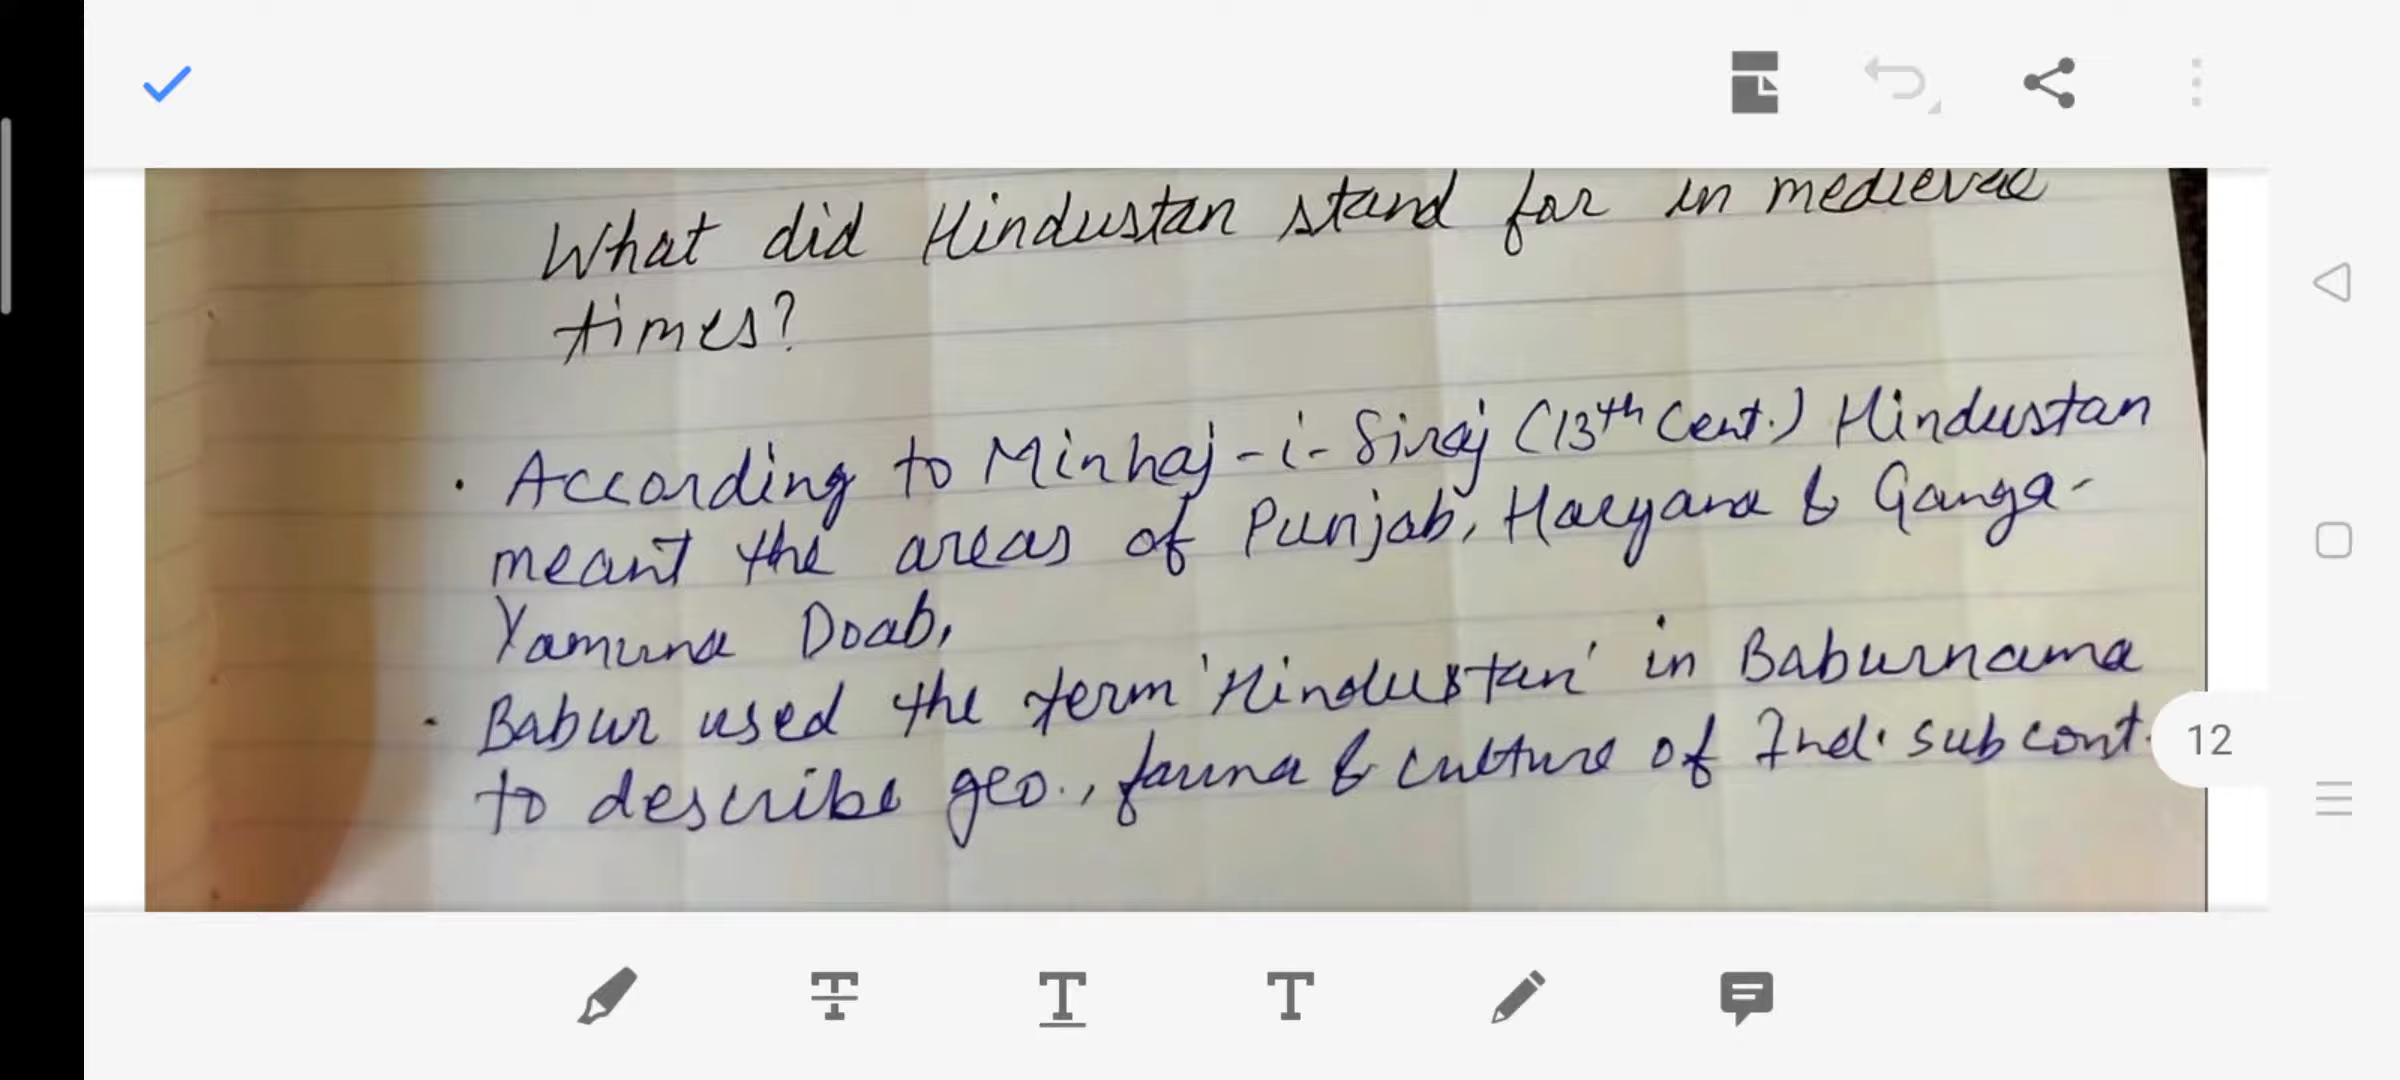 What did Hindustan stand for in medieval
times?
. According to Minhaj-i-Siraj (13th Cent.) Hindustan
meant the areas of Punjab, Haryana & Ganga-
Yamuna Doab.
. Babur used the term 'Hindustan' in Baburnama
to describe geo., fauna & culture of Ind. subcont.
12